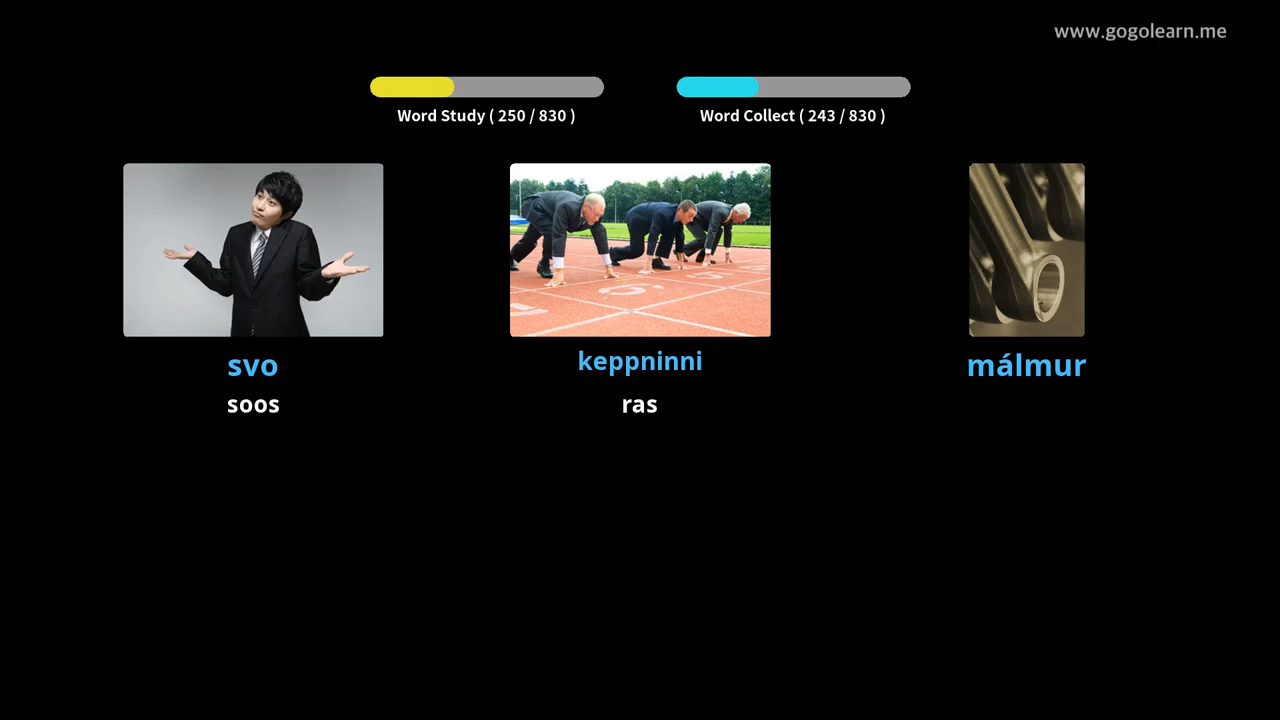 www.gogolearn.me
Word Study ( 250 / 830 )
Word Collect ( 243 / 830 )
svo
keppninni
málmur
soos
ras